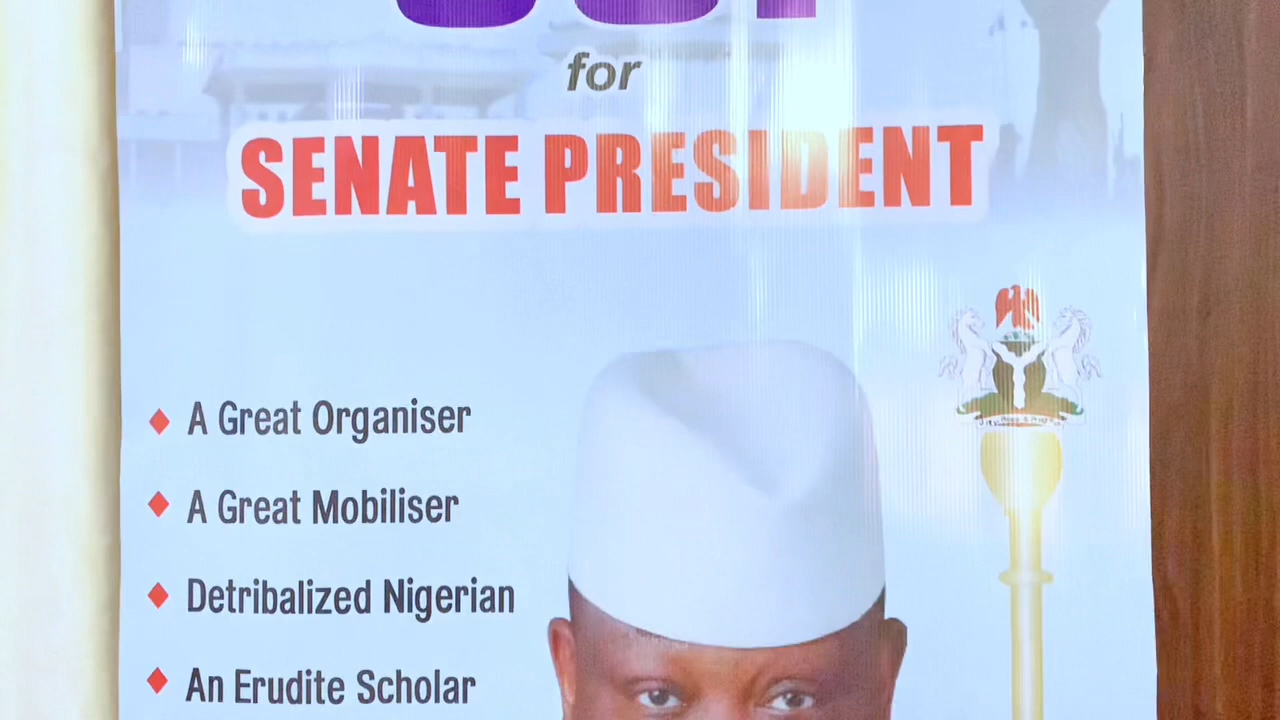 for
SENATE PRESIDENT
A Great Organiser
A Great Mobiliser
Detribalized Nigerian
An Erudite Scholar